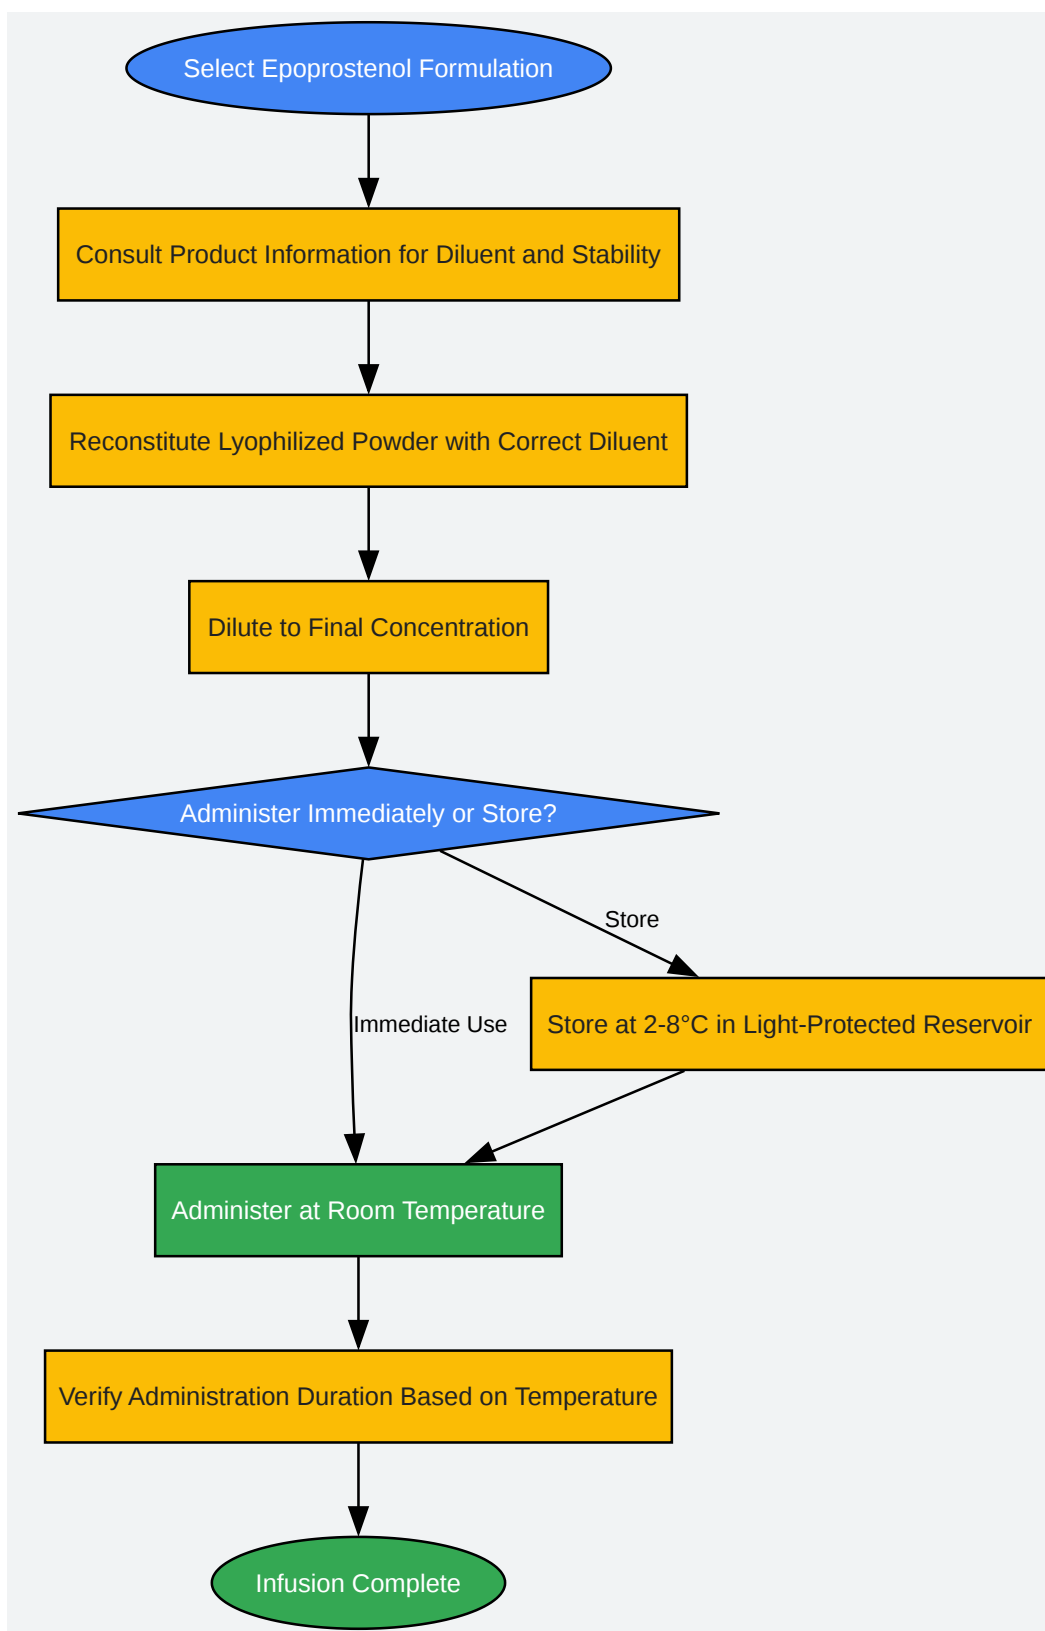 Select Epoprostenol Formulation
Consult Product Information for Diluent and Stability
Reconstitute Lyophilized Powder with Correct Diluent
Dilute to Final Concentration
Administer Immediately or Store?
Store
Immediate Use
Store at 2-8°C in Light-Protected Reservoir
Administer at Room Temperature
Verify Administration Duration Based on Temperature
Infusion Complete